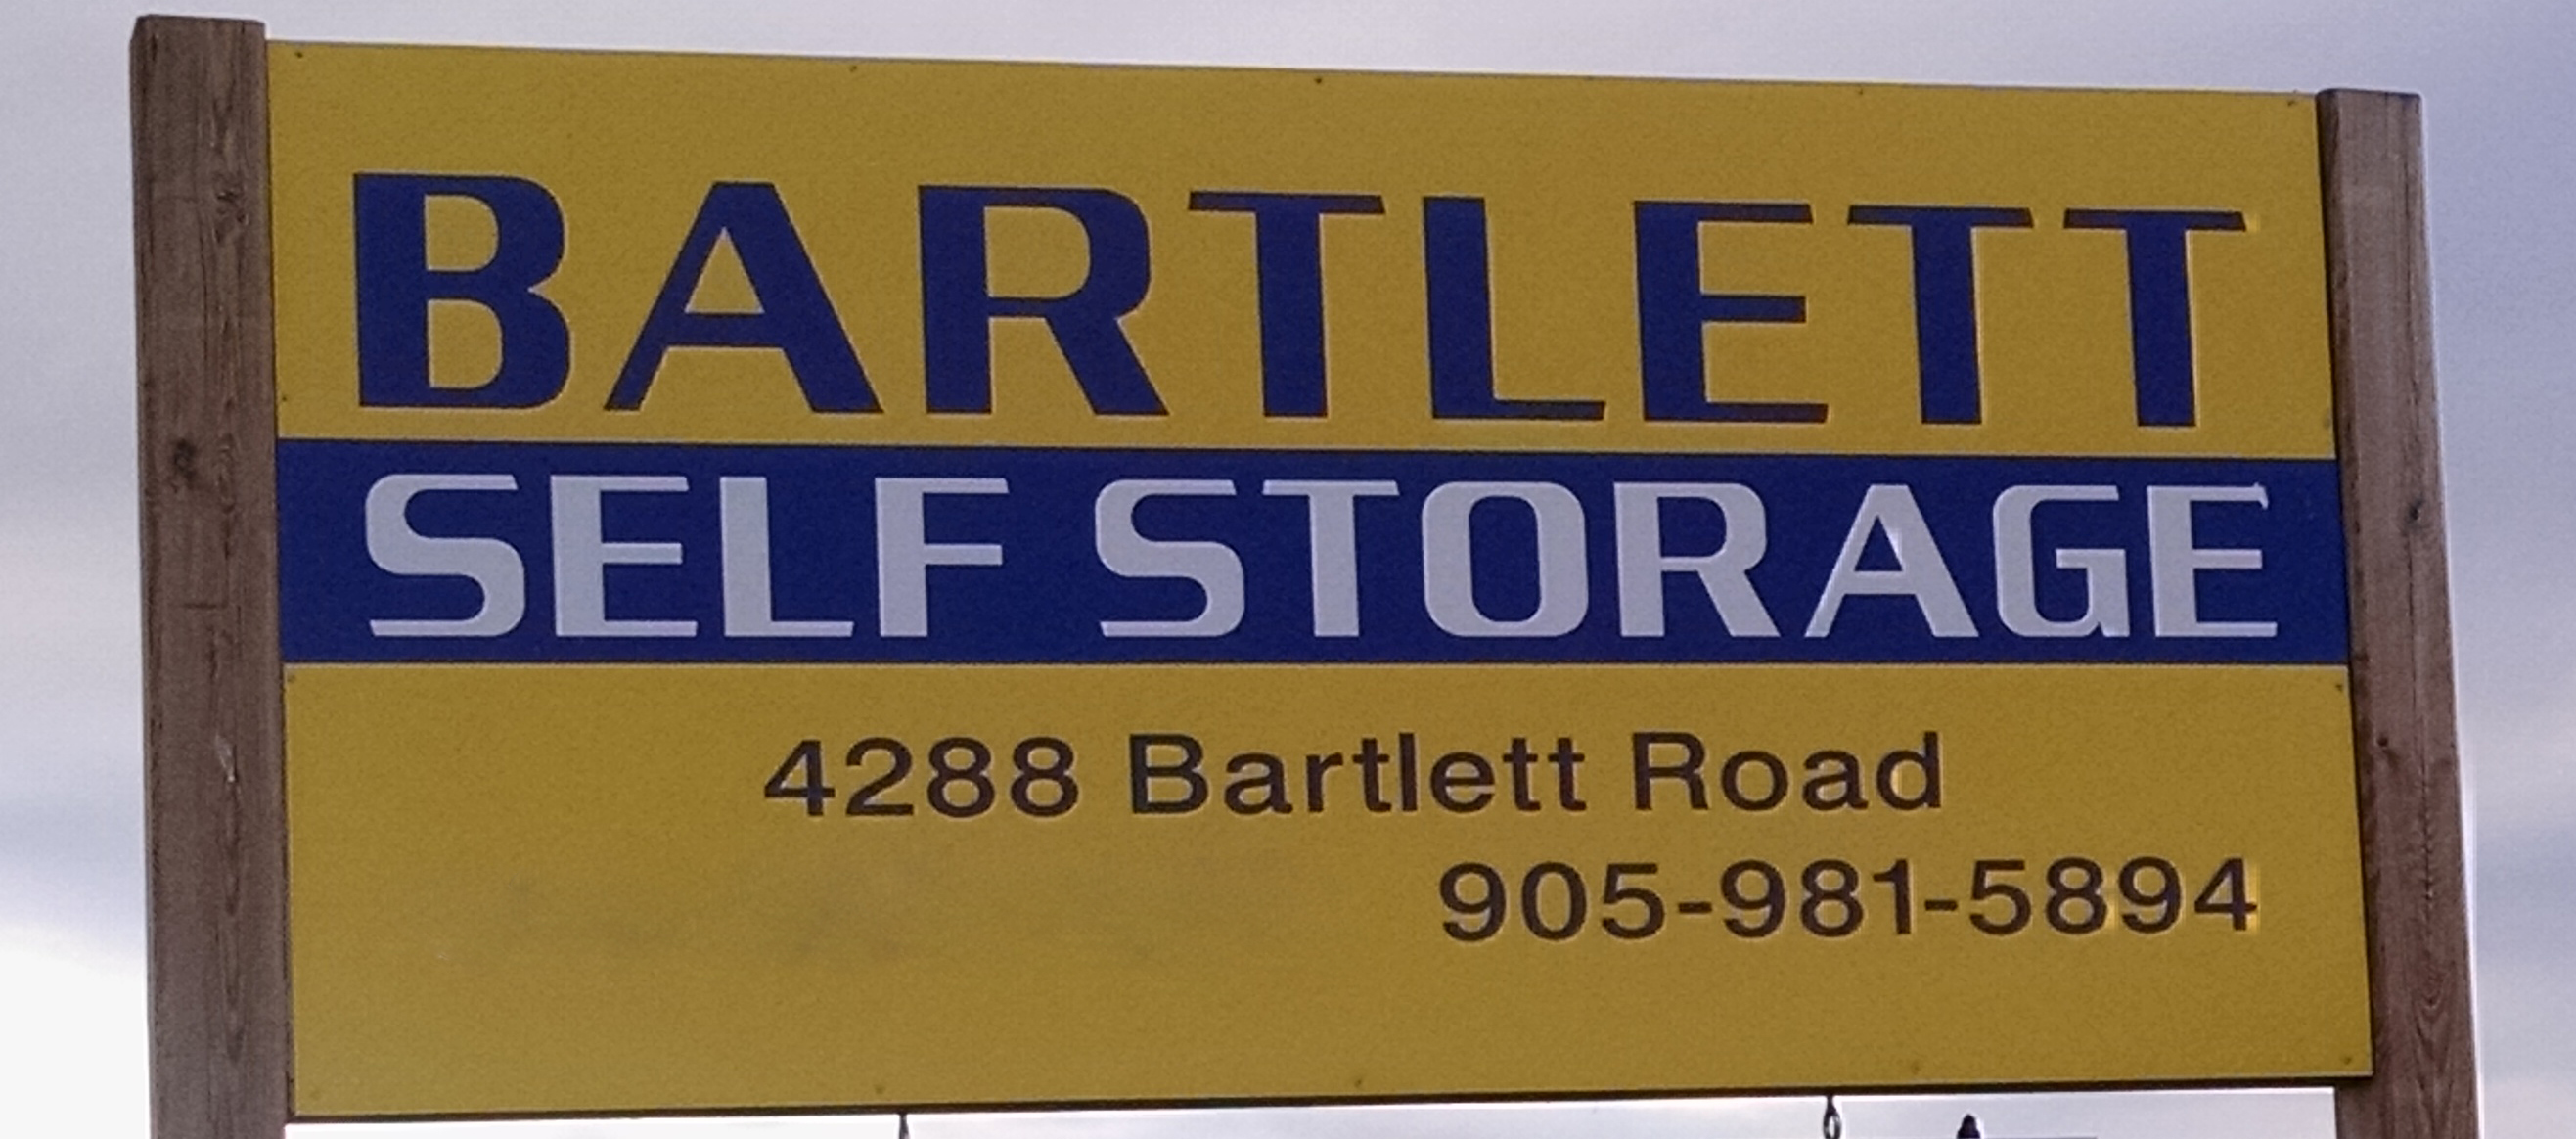 BARTLETT
SELF STORAGE
4288 Bartlett Road
905-981-5894